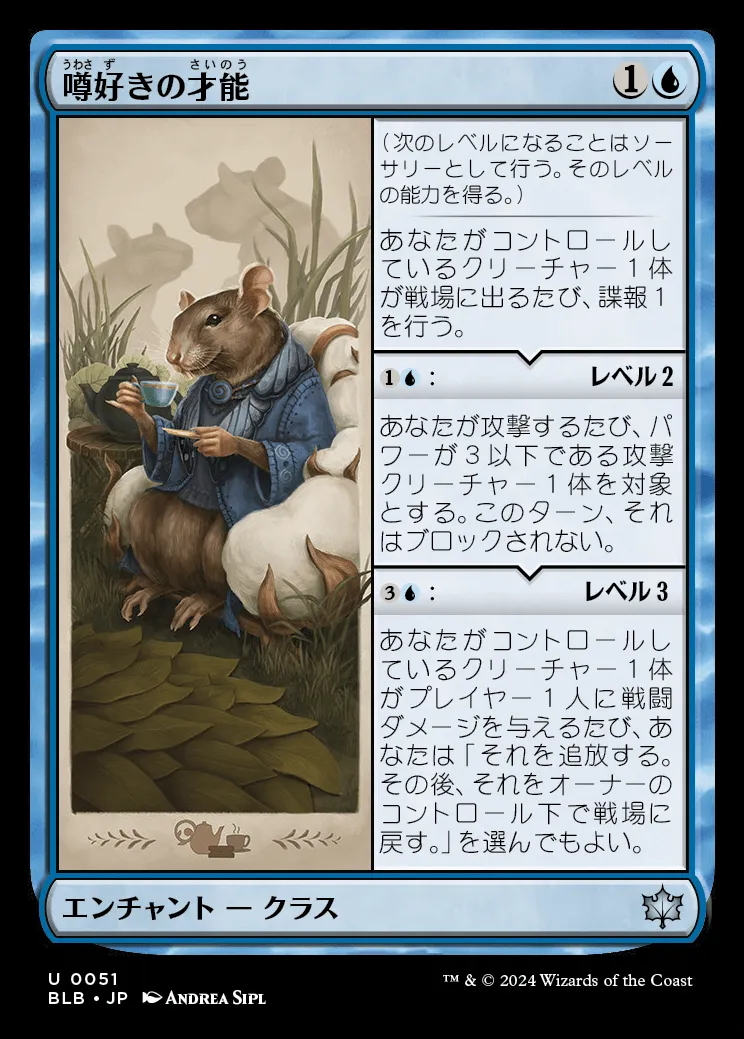 噂好きの才能
うわさ ず さいのう
1
(次のレベルになることはソー
サリーとして行う。そのレベル
の能力を得る。)
あなたがコントロールし
ているクリーチャー1体
が戦場に出るたび、諜報1
を行う。
1 : レベル 2
あなたが攻撃するたび、パ
ワーが3以下である攻撃
クリーチャー1体を対象
とする。このターン、それ
はブロックされない。
3 : レベル 3
あなたがコントロールし
ているクリーチャー1体
がプレイヤー1人に戦闘
ダメージを与えるたび、あ
なたは「それを追放する。
その後、それをオーナーの
コントロール下で戦場に
戻す。」を選んでもよい。
エンチャント — クラス
U 0051
BLB • JP ANDREA SIPL
™ & © 2024 Wizards of the Coast